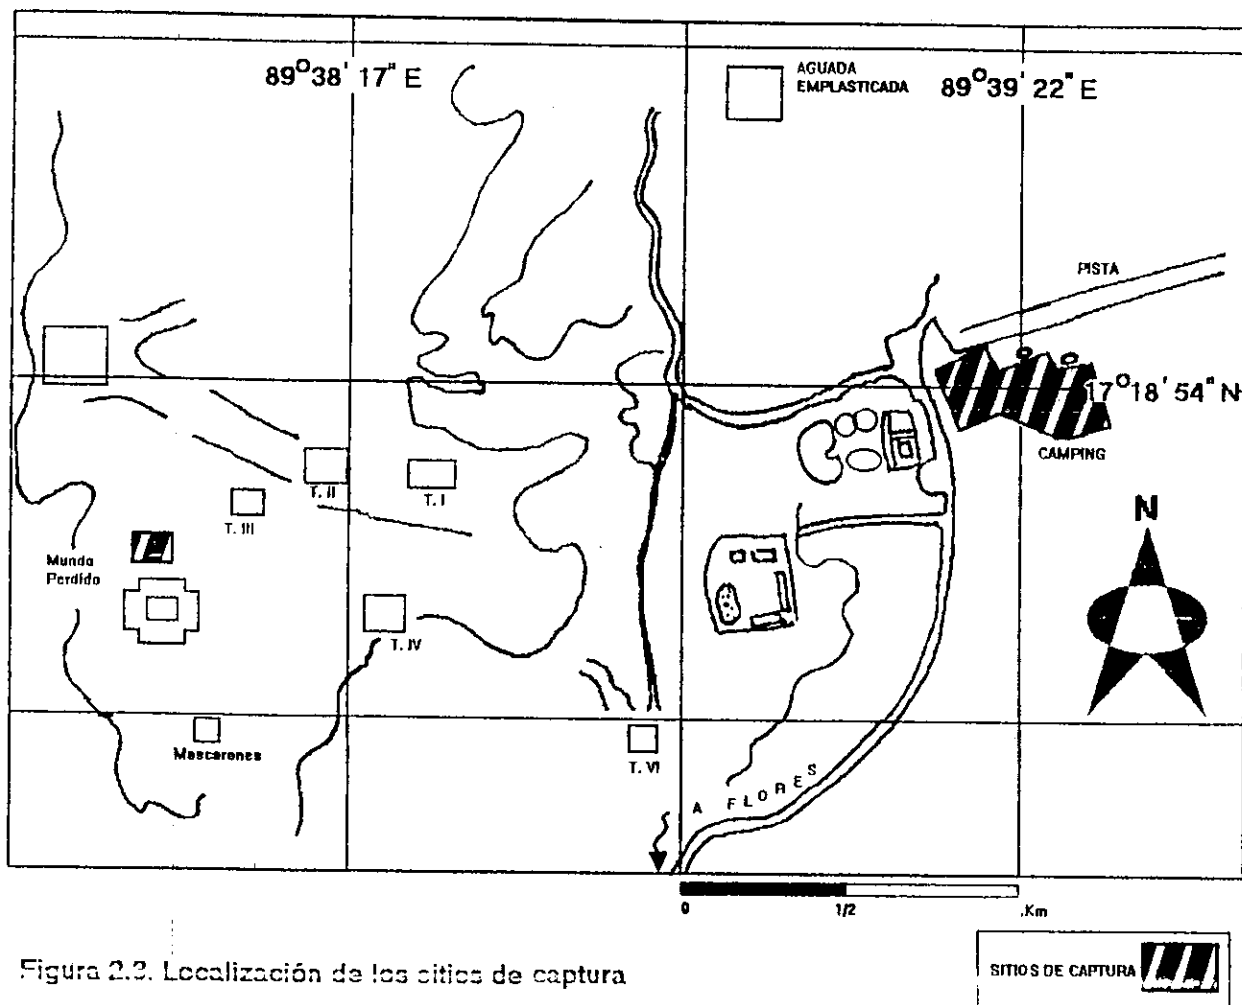 89° 38' 17" E
AGUADA
EMPLASTICADA
89° 39' 22" E
PISTA
17° 18' 54" N
CAMPING
T. II
T. I
T. III
N
Mundo
Perdido
T. IV
Mascarones
T. VI
A FLORES
0 1/2 Km
Figura 2.3. Localización de los sitios de captura
SITIOS DE CAPTURA